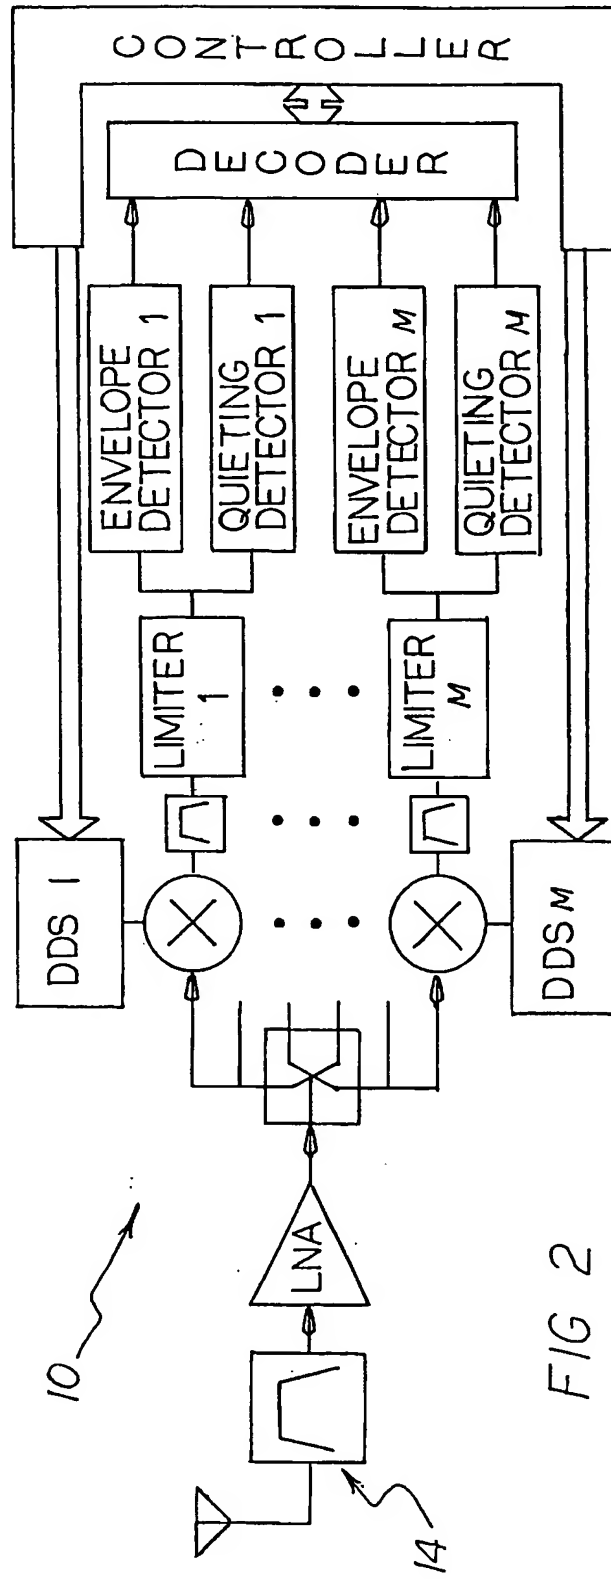 CONTROLLER
DECODER
ENVELOPE
DETECTOR 1
QUIETING
DETECTOR 1
ENVELOPE
DETECTOR M
QUIETING
DETECTOR M
LIMITER
1
LIMITER
M
DDS 1
DDS M
LNA
10
14
FIG 2